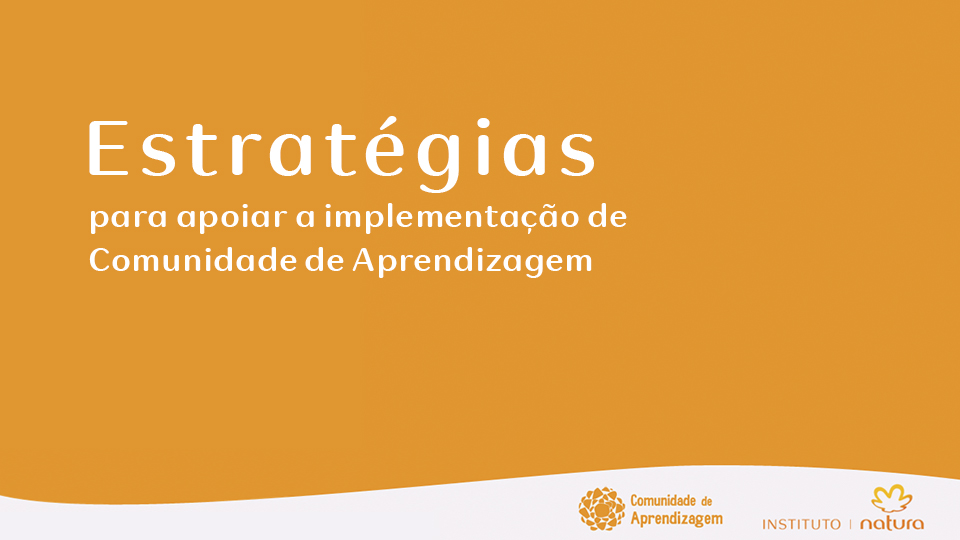 Estratégias
para apoiar a implementação de
Comunidade de Aprendizagem
Comunidade de
Aprendizagem
INSTITUTO | natura